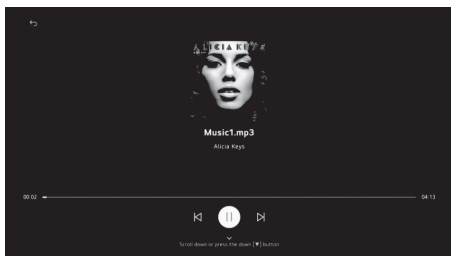 ALICIA KEYS
Music1.mp3
Alicia Keys
00:02
04:13
Scroll down or press the down [▼] button